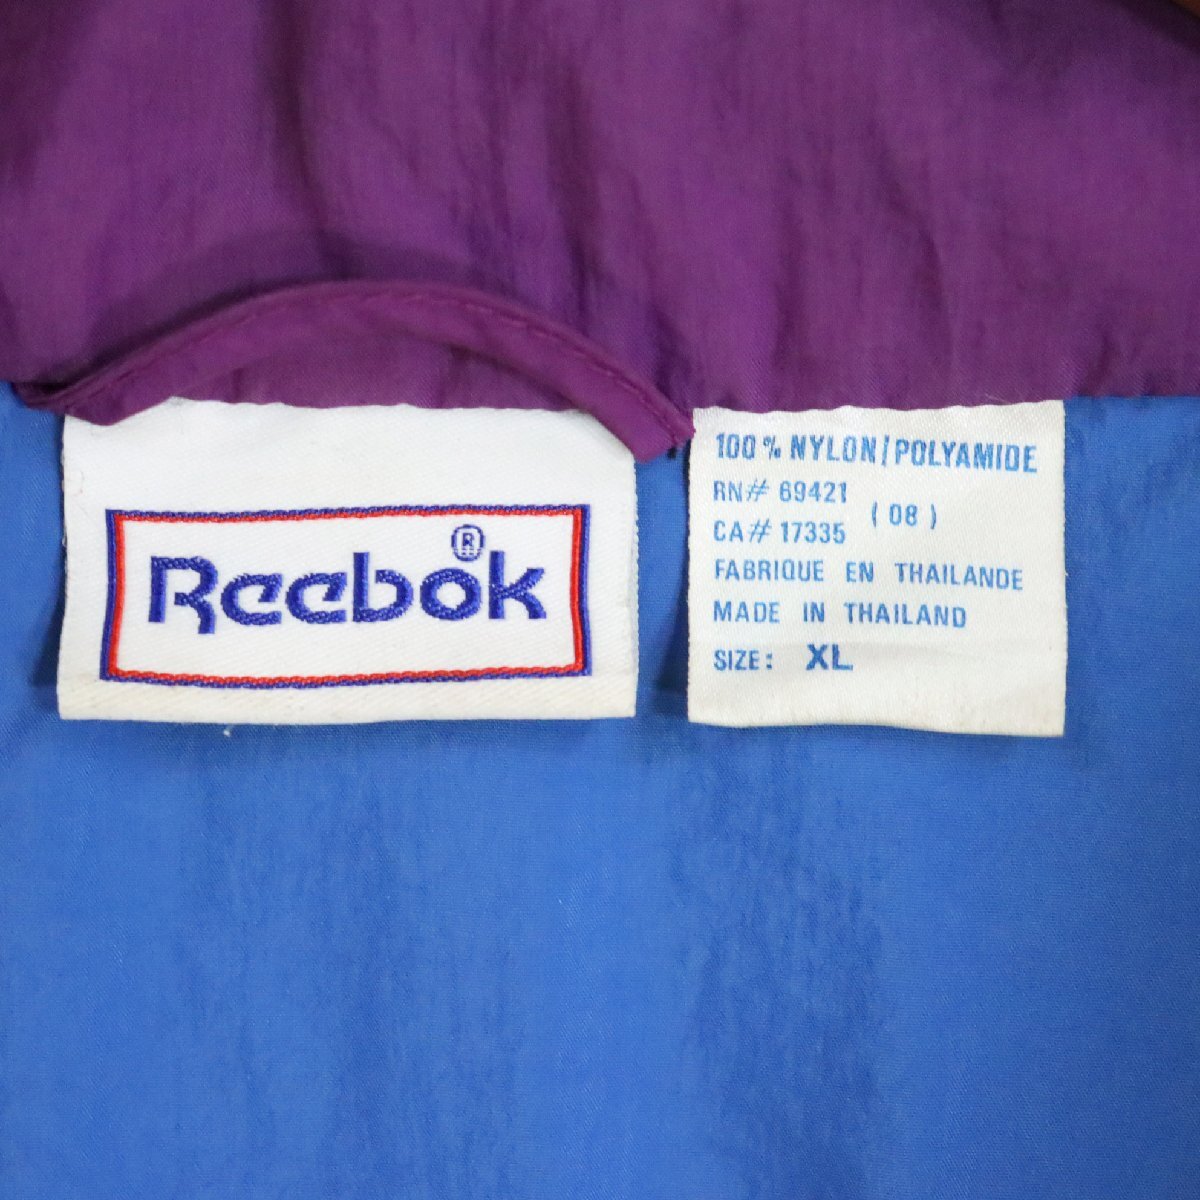 Reebok®
100% NYLON/POLYAMIDE
RN# 69421
(08)
CA# 17335
FABRIQUE EN THAILANDE
MADE IN THAILAND
SIZE: XL